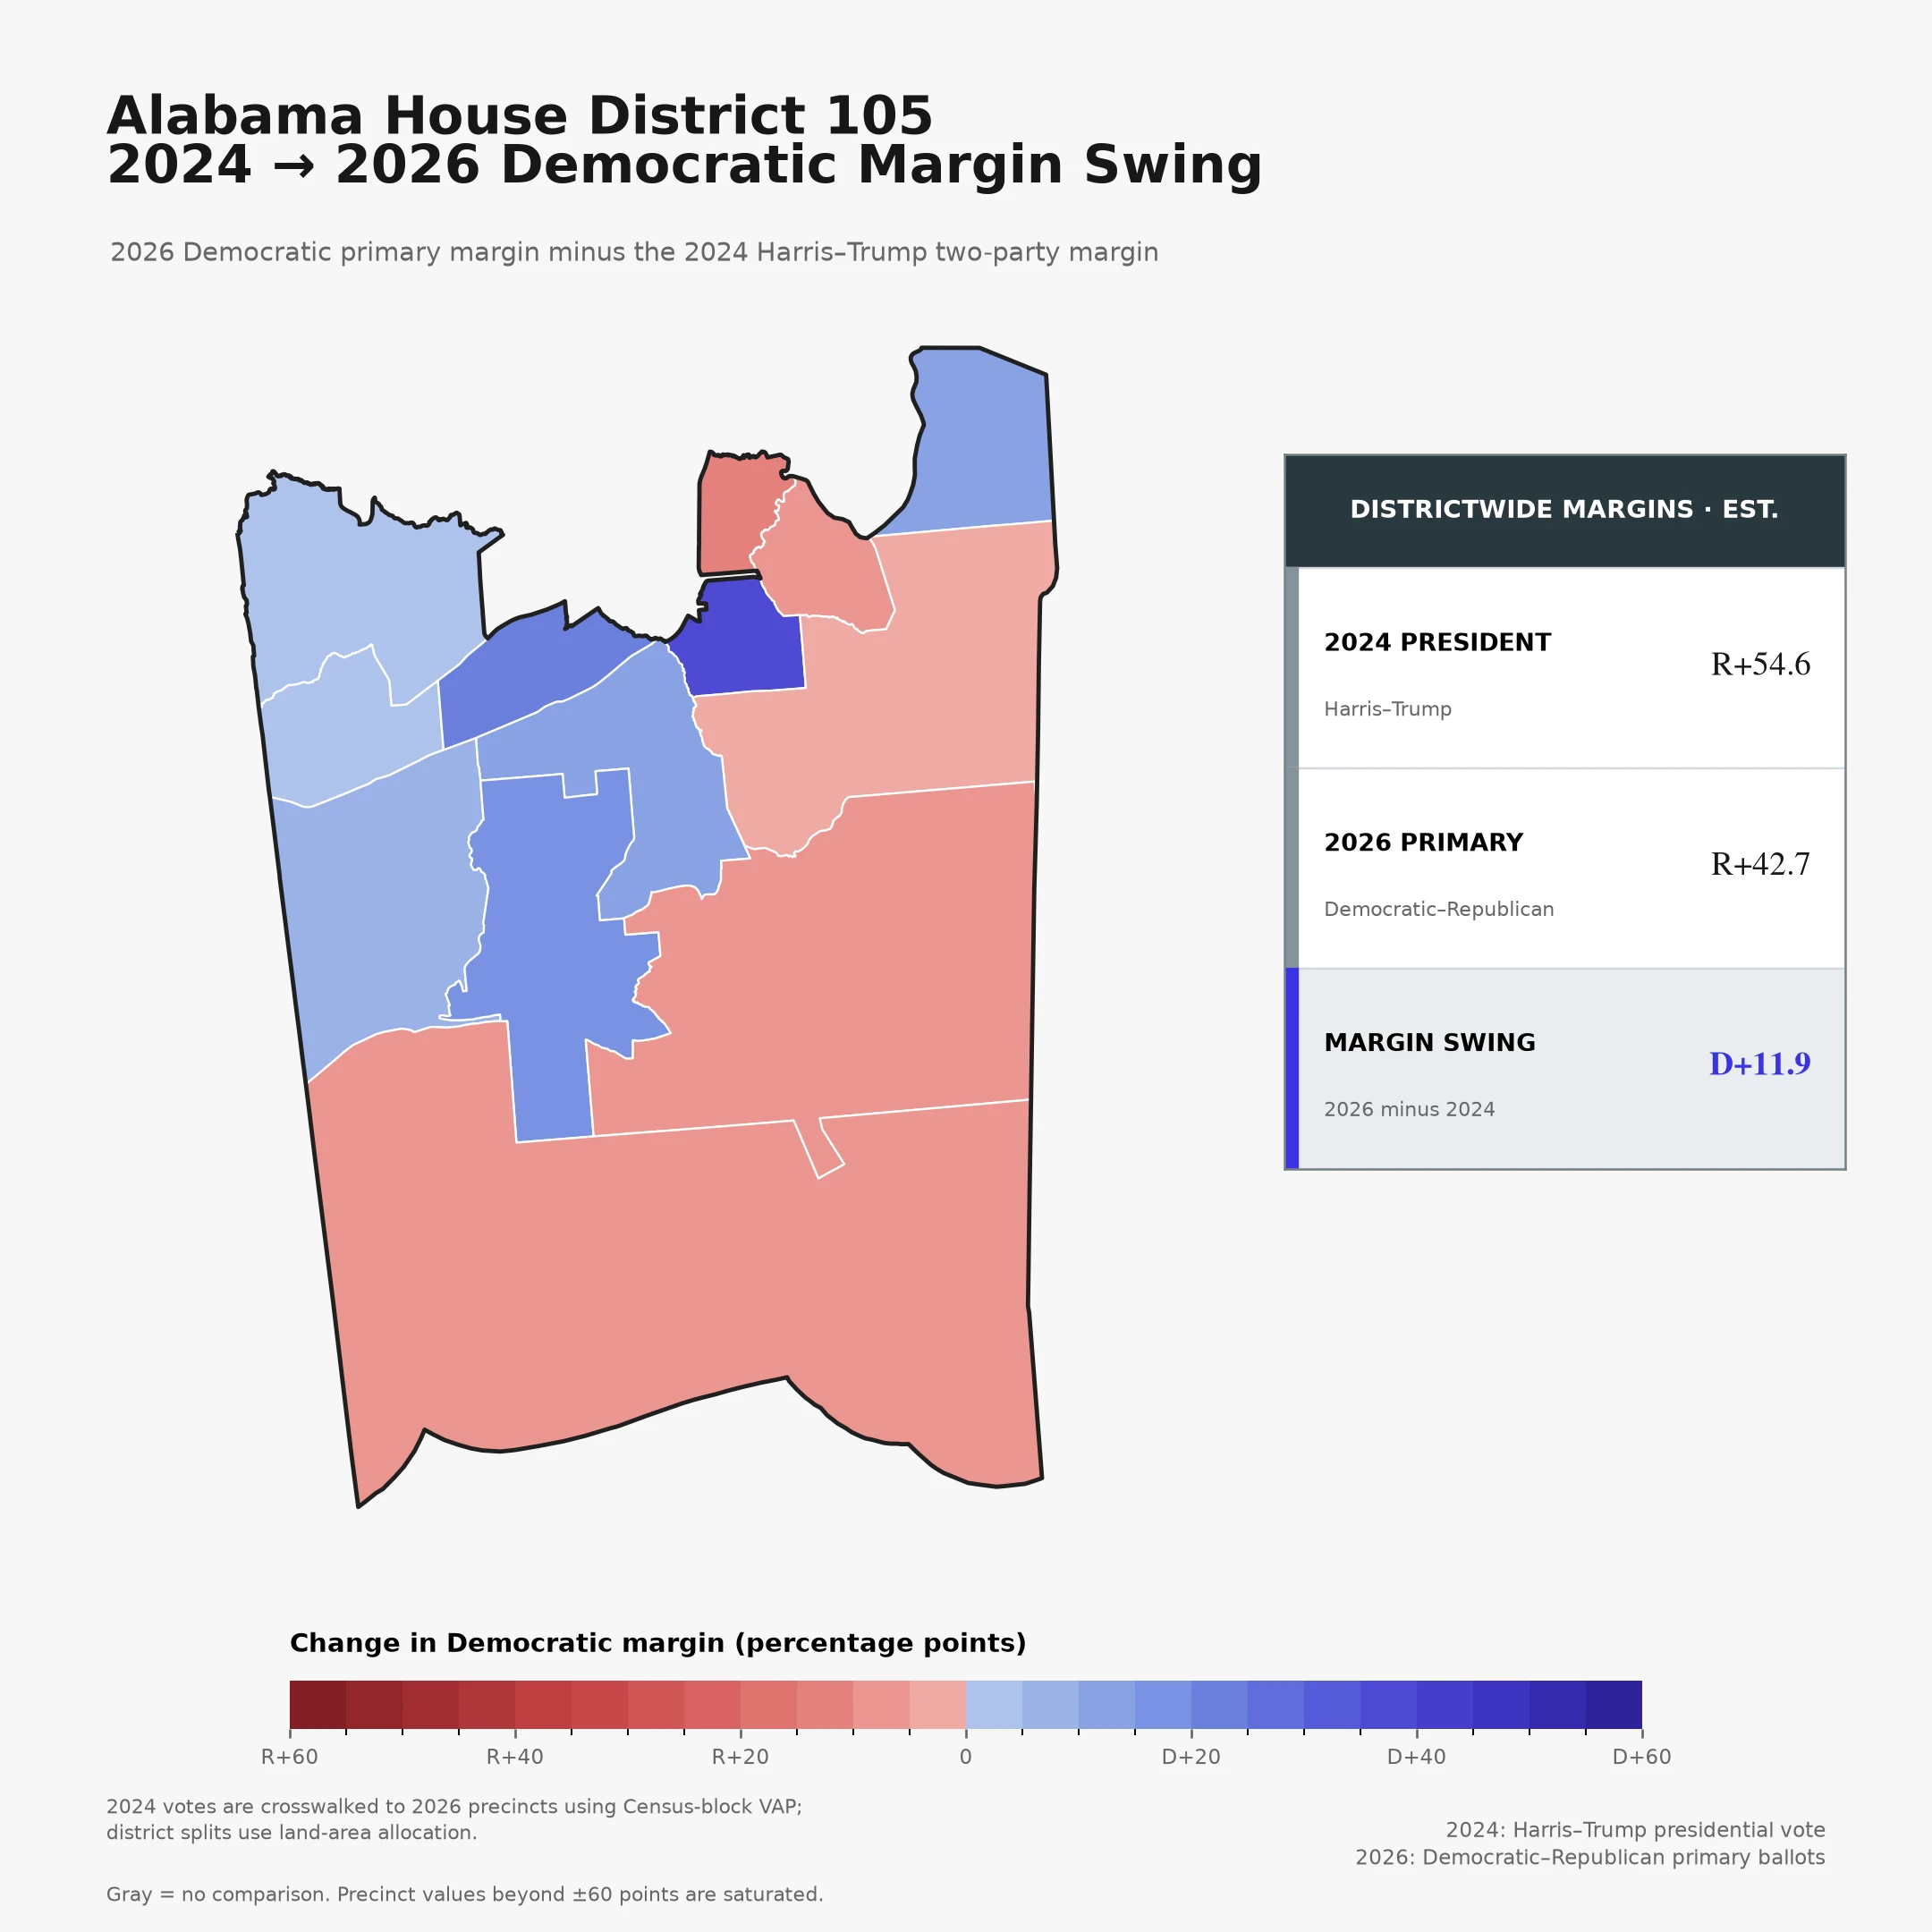 Alabama House District 105
2024 → 2026 Democratic Margin Swing
2026 Democratic primary margin minus the 2024 Harris–Trump two-party margin
DISTRICTWIDE MARGINS · EST.
2024 PRESIDENT
R+54.6
Harris–Trump
2026 PRIMARY
R+42.7
Democratic–Republican
MARGIN SWING
D+11.9
2026 minus 2024
Change in Democratic margin (percentage points)
R+60 R+40 R+20 0 D+20 D+40 D+60
2024 votes are crosswalked to 2026 precincts using Census-block VAP;
district splits use land-area allocation.
Gray = no comparison. Precinct values beyond ±60 points are saturated.
2024: Harris–Trump presidential vote
2026: Democratic–Republican primary ballots